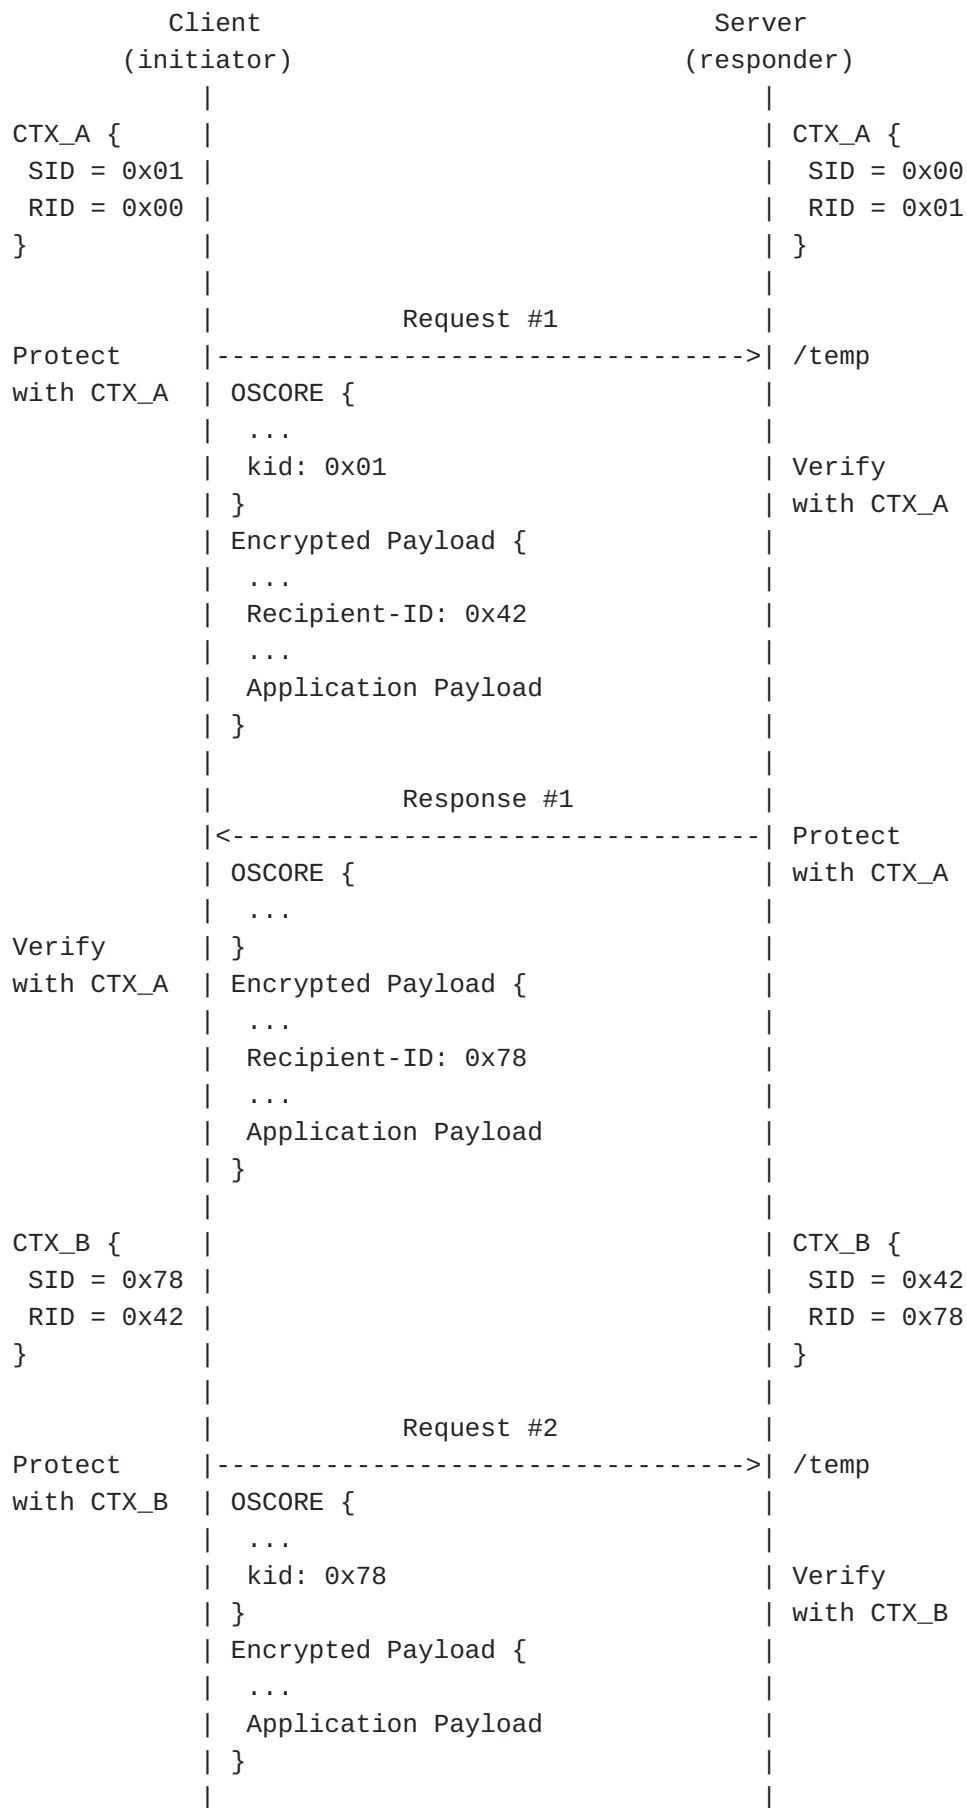 Client                             Server
       (initiator)                         (responder)
            |                                   |
CTX_A {     |                                   | CTX_A {
 SID = 0x01 |                                   |  SID = 0x00
 RID = 0x00 |                                   |  RID = 0x01
}           |                                   | }
            |                                   |
            |            Request #1             |
Protect     |---------------------------------->| /temp
with CTX_A  | OSCORE {                          |
            |  ...                              |
            |  kid: 0x01                        | Verify
            | }                                 | with CTX_A
            | Encrypted Payload {               |
            |  ...                              |
            |  Recipient-ID: 0x42               |
            |  ...                              |
            |  Application Payload              |
            | }                                 |
            |                                   |
            |            Response #1            |
            |<----------------------------------| Protect
            | OSCORE {                          | with CTX_A
            |  ...                              |
Verify      | }                                 |
with CTX_A  | Encrypted Payload {               |
            |  ...                              |
            |  Recipient-ID: 0x78               |
            |  ...                              |
            |  Application Payload              |
            | }                                 |
            |                                   |
CTX_B {     |                                   | CTX_B {
 SID = 0x78 |                                   |  SID = 0x42
 RID = 0x42 |                                   |  RID = 0x78
}           |                                   | }
            |                                   |
            |            Request #2             |
Protect     |---------------------------------->| /temp
with CTX_B  | OSCORE {                          |
            |  ...                              |
            |  kid: 0x78                        | Verify
            | }                                 | with CTX_B
            | Encrypted Payload {               |
            |  ...                              |
            |  Application Payload              |
            | }                                 |
            |                                   |